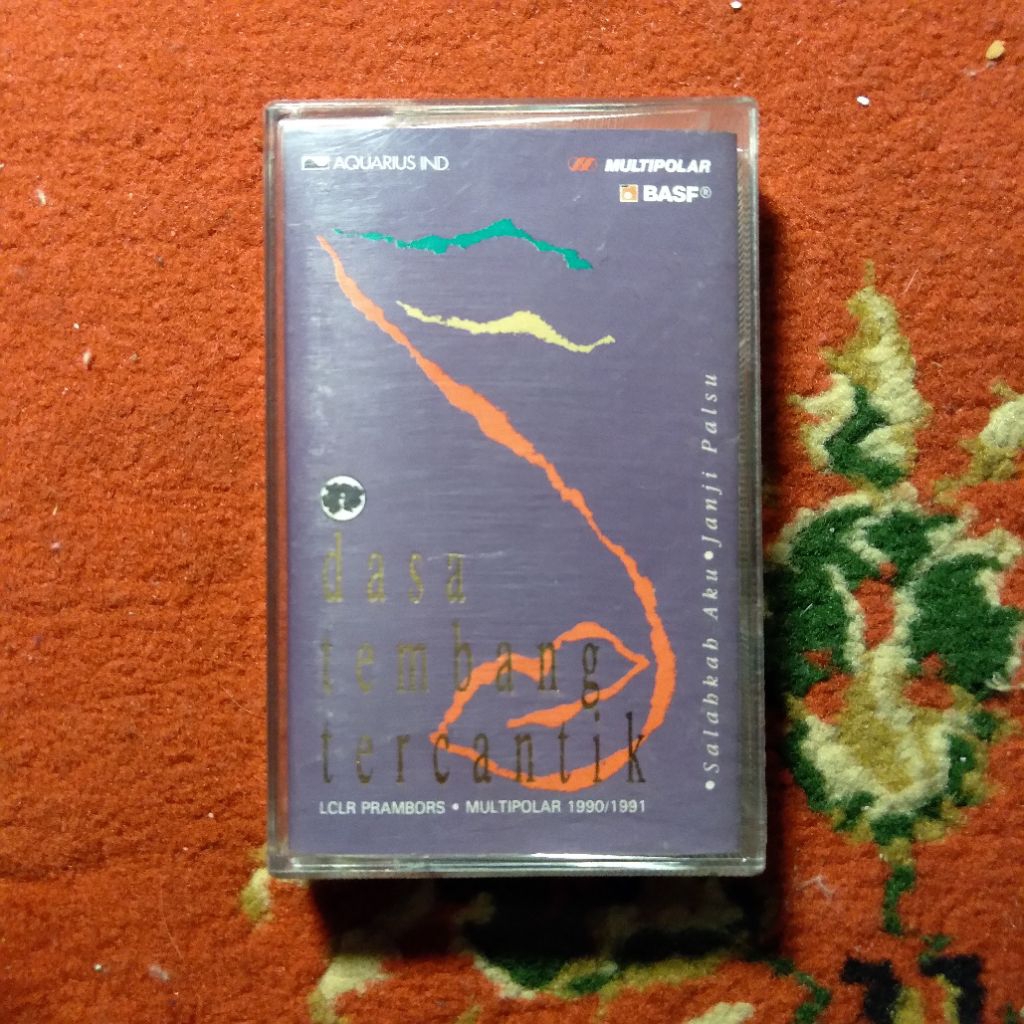 AQUARIUS IND.
MULTIPOLAR
BASF®
dasa
tembang
tercantik
LCLR PRAMBORS • MULTIPOLAR 1990/1991
• Salahkah Aku • Janji Palsu